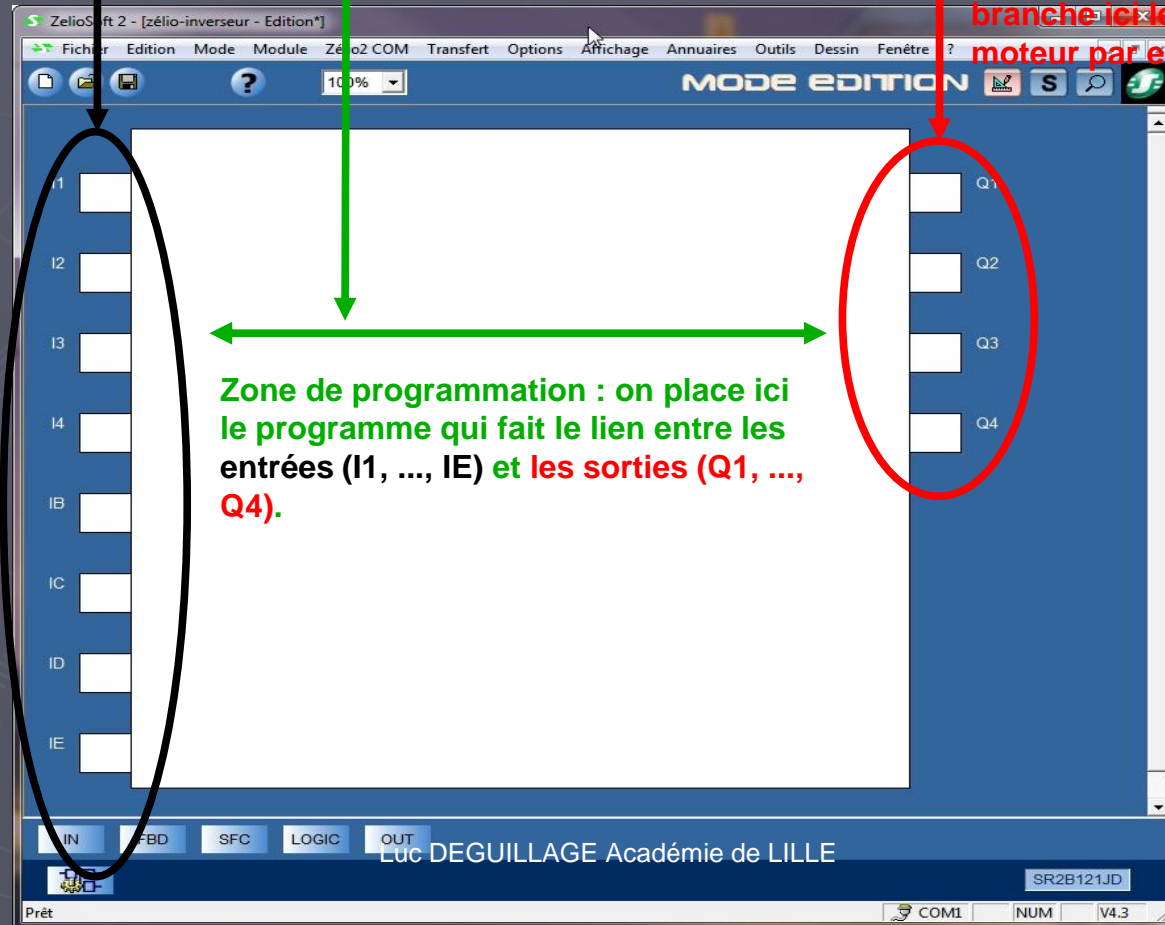 branche ici le
moteur par e
ZelioSoft 2 - [zélio-inverseur - Edition*]
Fichier Edition Mode Module Zélio2 COM Transfert Options Affichage Annuaires Outils Dessin Fenêtre ?
100%
MODE EDITION
S
I1
Q1
I2
Q2
I3
Q3
Zone de programmation : on place ici
le programme qui fait le lien entre les
entrées (I1, ..., IE) et les sorties (Q1, ...,
Q4).
I4
Q4
IB
IC
ID
IE
IN FBD SFC LOGIC OUT
Luc DEGUILLAGE Académie de LILLE
SR2B121JD
Prêt
COM1 NUM V4.3